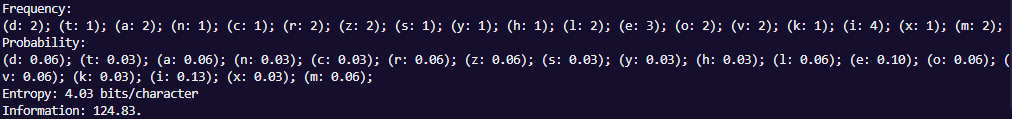 Frequency:
(d: 2); (t: 1); (a: 2); (n: 1); (c: 1); (r: 2); (z: 2); (s: 1); (y: 1); (h: 1); (l: 2); (e: 3); (o: 2); (v: 2); (k: 1); (i: 4); (x: 1); (m: 2);
Probability:
(d: 0.06); (t: 0.03); (a: 0.06); (n: 0.03); (c: 0.03); (r: 0.06); (z: 0.06); (s: 0.03); (y: 0.03); (h: 0.03); (l: 0.06); (e: 0.10); (o: 0.06); (
v: 0.06); (k: 0.03); (i: 0.13); (x: 0.03); (m: 0.06);
Entropy: 4.03 bits/character
Information: 124.83.